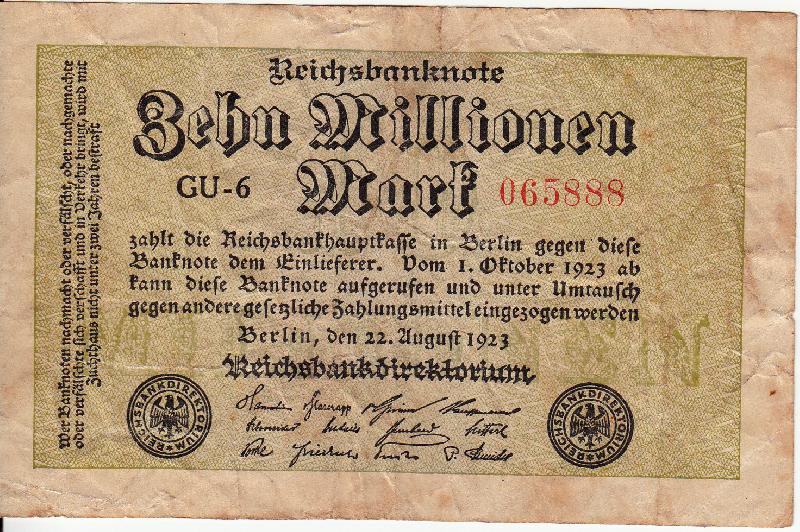 Reichsbanknote
Zehn Millionen
Mark
GU-6
065888
zahlt die Reichsbankhauptkasse in Berlin gegen diese
Banknote dem Einlieferer. Vom 1. Oktober 1923 ab
kann diese Banknote aufgerufen und unter Umtausch
gegen andere gesetzliche Zahlungsmittel eingezogen werden
Berlin, den 22. August 1923
Reichsbankdirektorium
REICHSBANKDIREKTORIUM
REICHSBANKDIREKTORIUM
Wer Banknoten nachmacht oder verfälscht, oder nachgemachte
oder verfälschte sich verschafft und in Verkehr bringt, wird mit
Zuchthaus nicht unter zwei Jahren bestraft